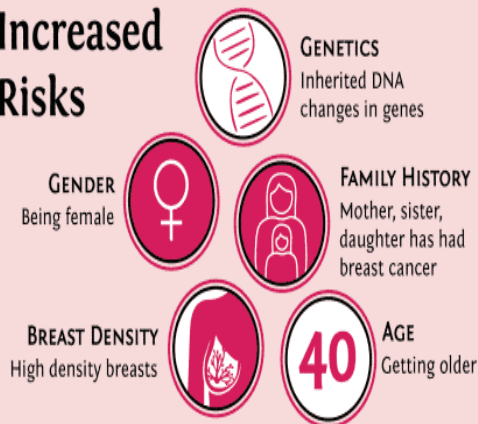 Increased
Risks
GENETICS
Inherited DNA
changes in genes
GENDER
Being female
FAMILY HISTORY
Mother, sister,
daughter has had
breast cancer
BREAST DENSITY
High density breasts
40
AGE
Getting older